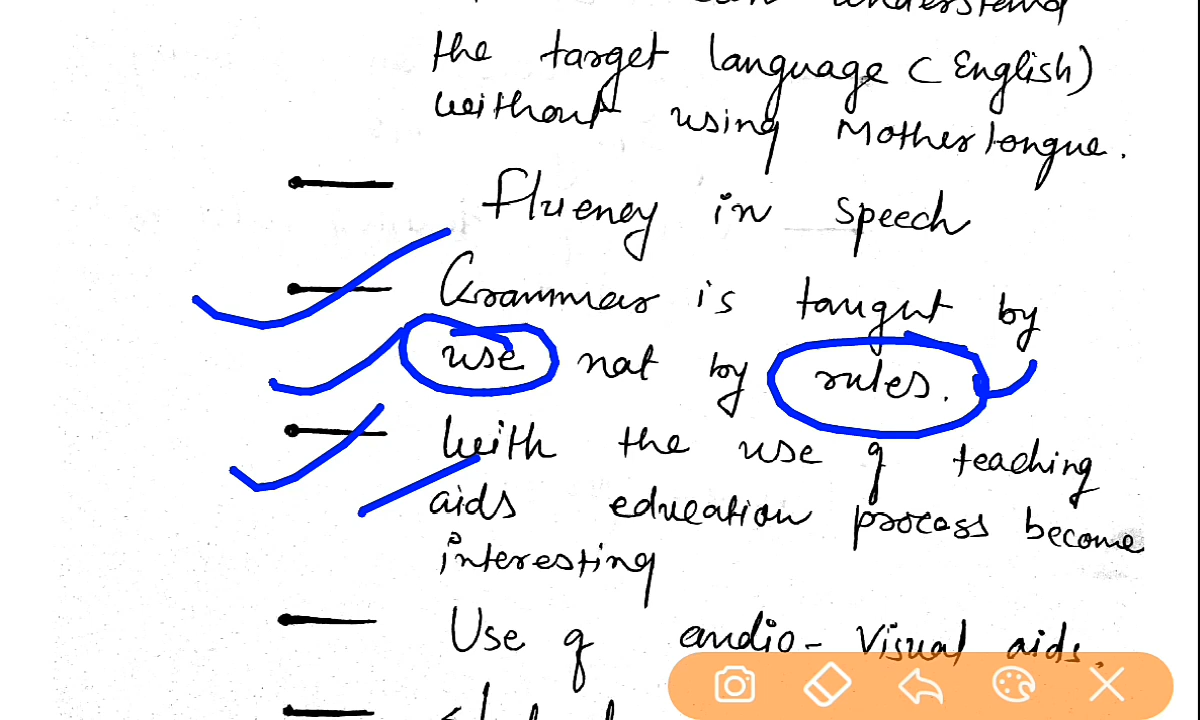 understand
the target language (English)
without using Mother tongue.
fluency in speech
Grammar is taught by
use not by rules.
With the use of teaching
aids education process become
interesting
Use of audio-visual aids.